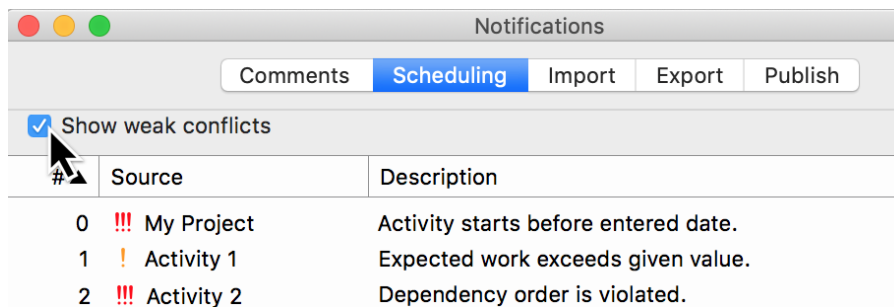 Notifications
Comments Scheduling Import Export Publish
Show weak conflicts
# Source Description
0 !!! My Project Activity starts before entered date.
1 ! Activity 1 Expected work exceeds given value.
2 !!! Activity 2 Dependency order is violated.